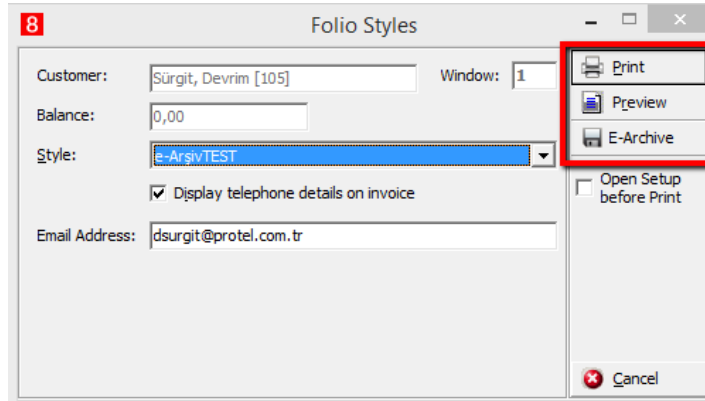 8 Folio Styles
Customer: Sürgit, Devrim [105] Window: 1
Balance: 0,00
Style: e-ArşivTEST
Display telephone details on invoice
Email Address: dsurgit@protel.com.tr
Print
Preview
E-Archive
Open Setup
before Print
Cancel